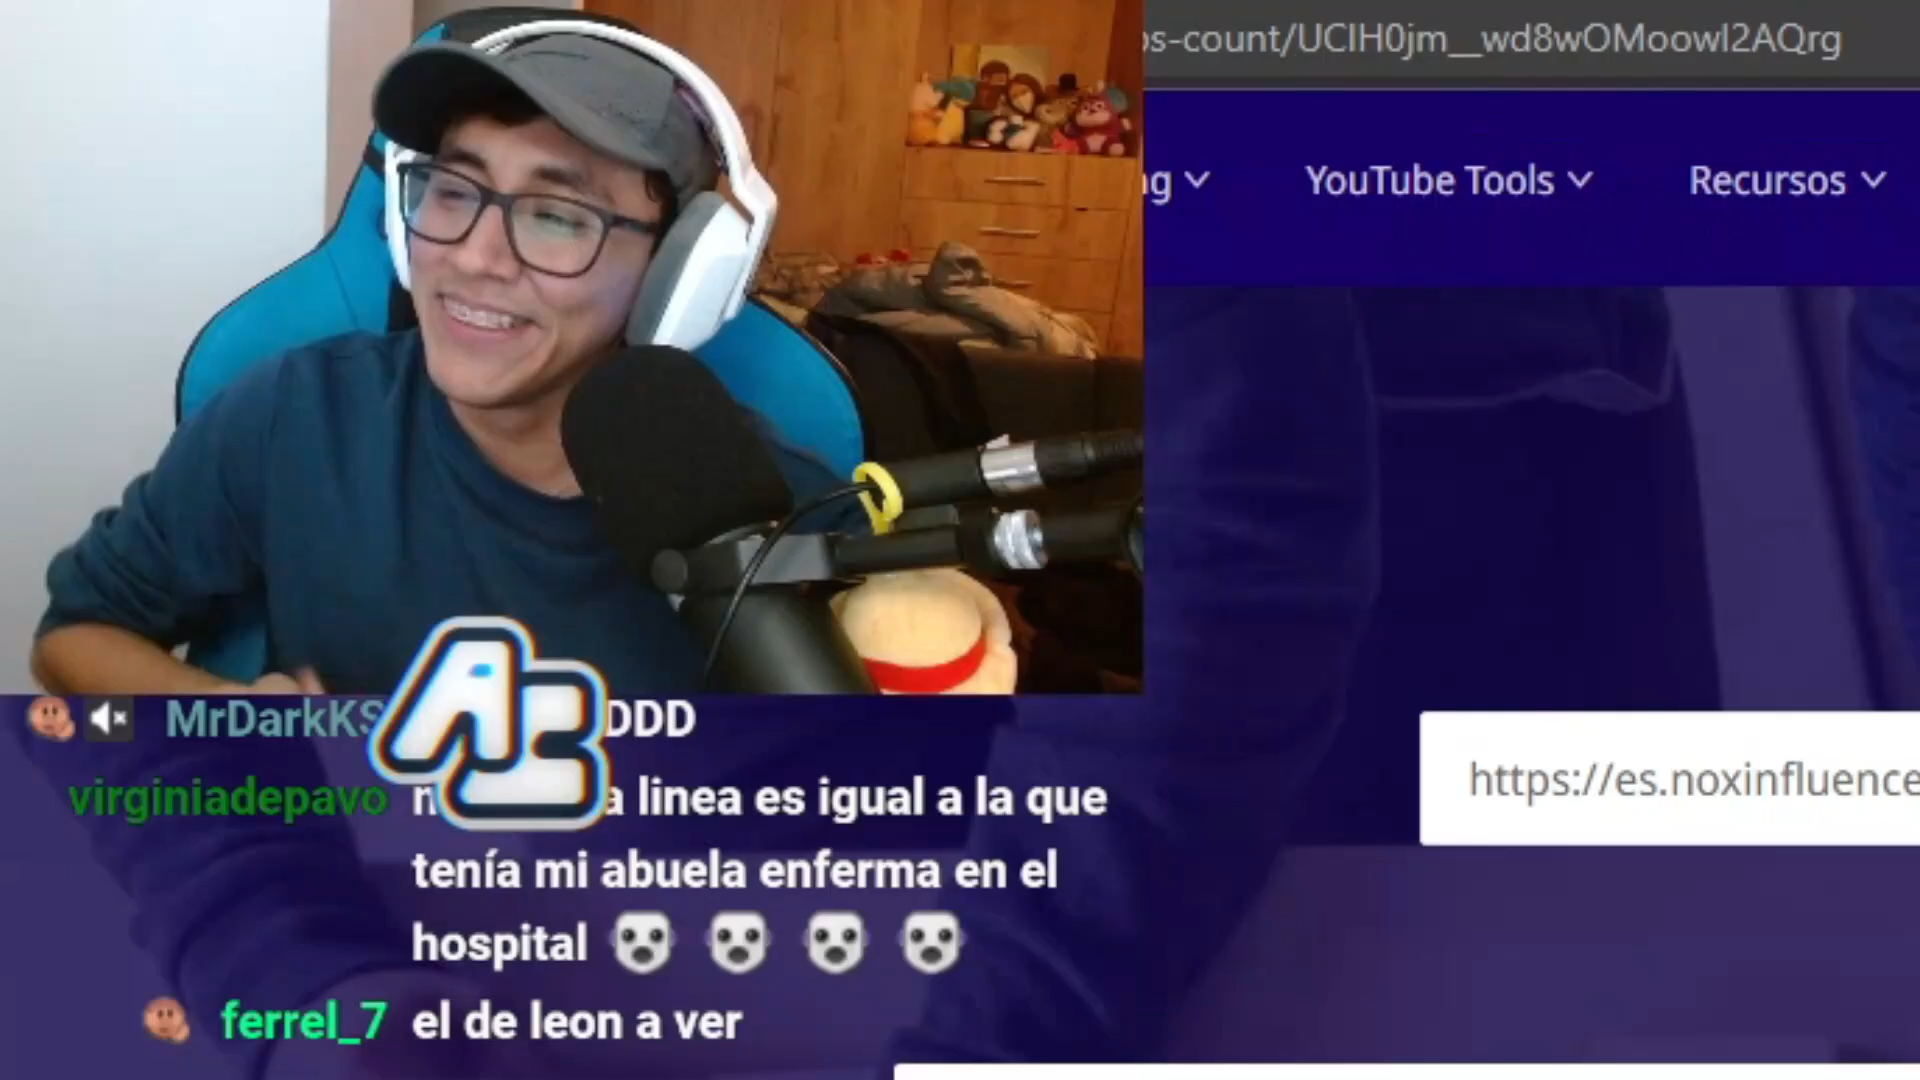 s-count/UCIH0jm__wd8wOMoowI2AQrg
YouTube Tools
Recursos
MrDarkKS DDD
https://es.noxinfluence
virginiadepavo linea es igual a la que
tenía mi abuela enferma en el
hospital
ferrel_7 el de leon a ver